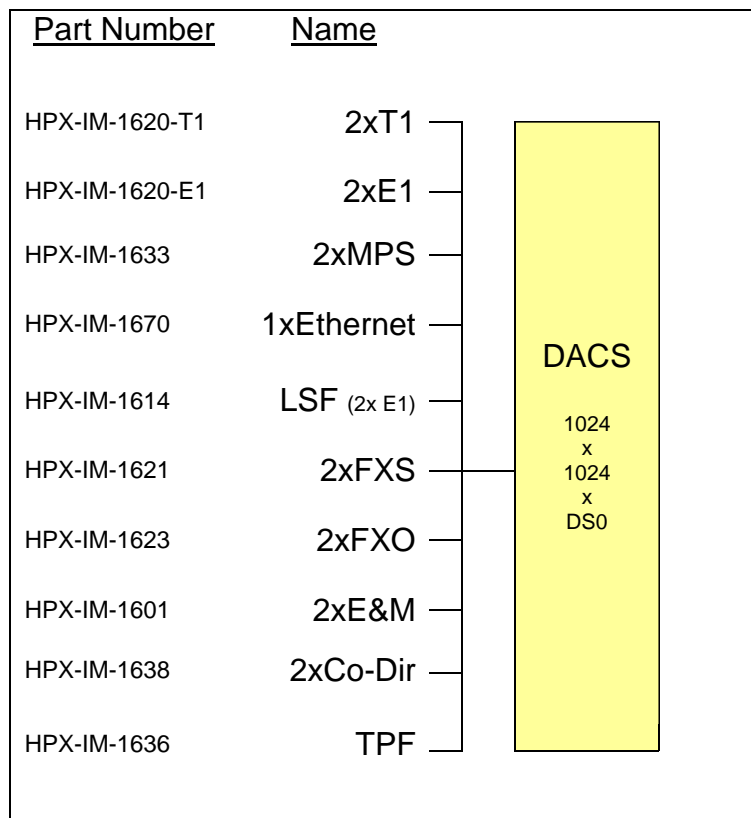 Part Number Name
HPX-IM-1620-T1 2xT1
HPX-IM-1620-E1 2xE1
HPX-IM-1633 2xMPS
HPX-IM-1670 1xEthernet
HPX-IM-1614 LSF (2x E1)
HPX-IM-1621 2xFXS
HPX-IM-1623 2xFXO
HPX-IM-1601 2xE&M
HPX-IM-1638 2xCo-Dir
HPX-IM-1636 TPF
DACS
1024
x
1024
x
DS0